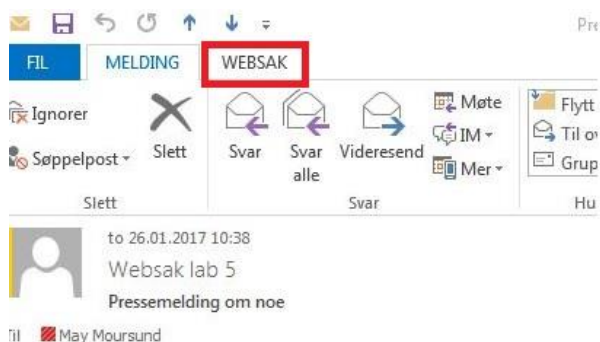 Pre
FIL MELDING WEBSAK
Ignorer
Søppelpost
Slett
Svar
Svar alle
Videresend
Møte
IM
Mer
Flytt
Til o
Grup
Slett Svar Hu
to 26.01.2017 10:38
Websak lab 5
Pressemelding om noe
Til May Moursund